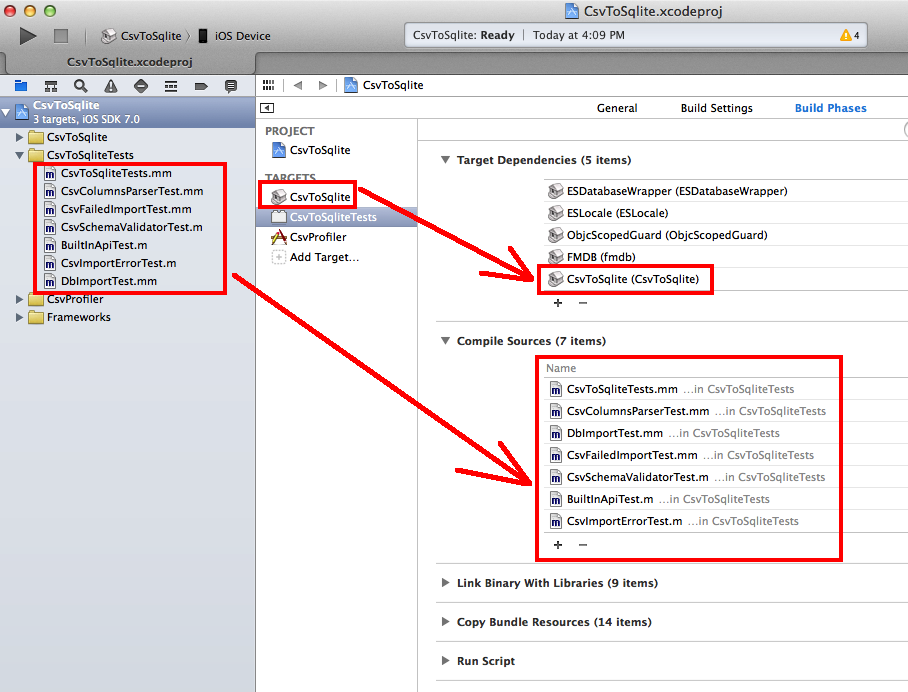 CsvToSqlite.xcodeproj
CsvToSqlite
iOS Device
CsvToSqlite: Ready
Today at 4:09 PM
4
CsvToSqlite.xcodeproj
CsvToSqlite
3 targets, iOS SDK 7.0
CsvToSqlite
CsvToSqliteTests
CsvToSqliteTests.mm
CsvColumnsParserTest.mm
CsvFailedImportTest.mm
CsvSchemaValidatorTest.m
BuiltInApiTest.m
CsvImportErrorTest.m
DbImportTest.mm
CsvProfiler
Frameworks
CsvToSqlite
General
Build Settings
Build Phases
PROJECT
CsvToSqlite
TARGETS
CsvToSqlite
CsvToSqliteTests
CsvProfiler
Add Target...
Target Dependencies (5 items)
ESDatabaseWrapper (ESDatabaseWrapper)
ESLocale (ESLocale)
ObjcScopedGuard (ObjcScopedGuard)
FMDB (fmdb)
CsvToSqlite (CsvToSqlite)
+ −
Compile Sources (7 items)
Name
CsvToSqliteTests.mm ...in CsvToSqliteTests
CsvColumnsParserTest.mm ...in CsvToSqliteTests
DbImportTest.mm ...in CsvToSqliteTests
CsvFailedImportTest.mm ...in CsvToSqliteTests
CsvSchemaValidatorTest.m ...in CsvToSqliteTests
BuiltInApiTest.m ...in CsvToSqliteTests
CsvImportErrorTest.m ...in CsvToSqliteTests
+ −
Link Binary With Libraries (9 items)
Copy Bundle Resources (14 items)
Run Script